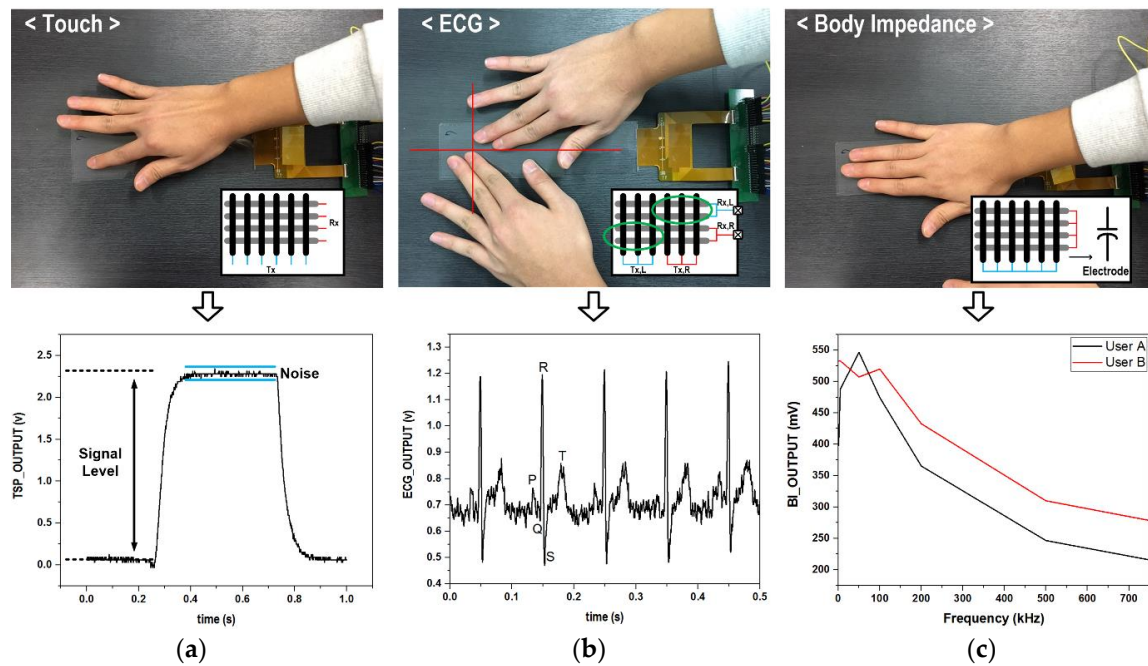 < Touch >
Rx
Tx
< ECG >
Rx,L
Rx,R
Tx,L
Tx,R
< Body Impedance >
Electrode
2.5
2.0
1.5
1.0
0.5
0.0
TSP_OUTPUT (v)
Noise
Signal
Level
0.0 0.2 0.4 0.6 0.8 1.0
time (s)
(a)
1.3
1.2
1.1
1.0
0.9
0.8
0.7
0.6
0.5
0.4
ECG_OUTPUT (v)
R
T
P
Q
S
0.0 0.1 0.2 0.3 0.4 0.5
time (s)
(b)
550
500
450
400
350
300
250
200
BI_OUTPUT (mV)
User A
User B
0 100 200 300 400 500 600 700
Frequency (kHz)
(c)